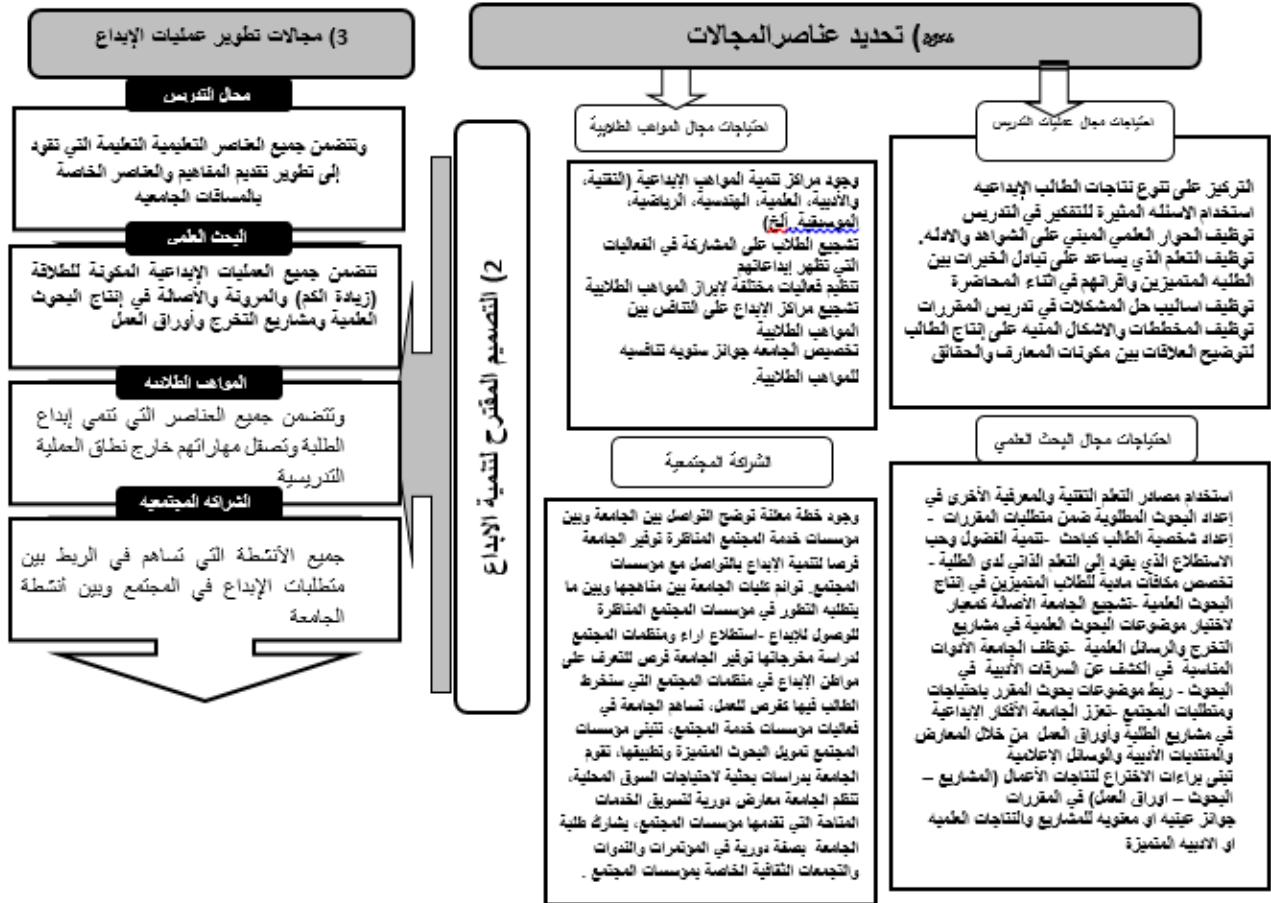 تحديد عناصر المجالات
احتياجات مجال عمليات التدريس
التركيز على تنوع نتاجات الطالب الإبداعيه
استخدام الاسئله المثيرة للتفكير في التدريس
توظيف الحوار العلمي المبني على الشواهد والادله.
توظيف التعلم الذي يساعد على تبادل الخبرات بين
الطلبه المتميزين واقرانهم في اثناء المحاضرة
توظيف اساليب حل المشكلات في تدريس المقررات
توظيف المخططات والاشكال المبنيه على إنتاج الطالب
لتوضيح العلاقات بين مكونات المعارف والحقائق
احتياجات مجال البحث العلمي
استخدام مصادر التعلم التقنية والمعرفية الأخرى في
إعداد البحوث المطلوبة ضمن متطلبات المقررات -
إعداد شخصية الطالب كباحث -تنمية الفضول وحب
الاستطلاع الذي يقود إلى التعلم الذاتي لدى الطلبة -
تخصص مكافآت مادية للطلاب المتميزين في إنتاج
البحوث العلمية -تشجيع الجامعة الأصالة كمعيار
لاختيار موضوعات البحوث العلمية في مشاريع
التخرج والرسائل العلمية -توظف الجامعة الأدوات
المناسبة في الكشف عن السرقات الأدبية في
البحوث - ربط موضوعات بحوث المقرر باحتياجات
ومتطلبات المجتمع -تعزز الجامعة الأفكار الإبداعية
في مشاريع الطلبة وأوراق العمل من خلال المعارض
والمنتديات الأدبية والوسائل الإعلامية
تبنى براءات الاختراع لنتاجات الأعمال (المشاريع –
البحوث – اوراق العمل) في المقررات
جوائز عينيه او معنويه للمشاريع والنتاجات العلميه
او الادبيه المتميزة
احتياجات مجال المواهب الطلابية
وجود مراكز تنمية المواهب الإبداعية (التقنية،
والأدبية، العلمية، الهندسية، الرياضية،
الموسيقية..ألخ)
تشجيع الطلاب على المشاركة في الفعاليات
التي تظهر إبداعاتهم
تنظيم فعاليات مختلفة لإبراز المواهب الطلابية
تشجيع مراكز الإبداع على التنافس بين
المواهب الطلابية
تخصيص الجامعه جوائز سنويه تنافسيه
للمواهب الطلابية.
الشراكة المجتمعية
وجود خطة معلنة توضح التواصل بين الجامعة وبين
مؤسسات خدمة المجتمع المناظرة توفير الجامعة
فرصا لتنمية الإبداع بالتواصل مع مؤسسات
المجتمع. توائم كليات الجامعة بين مناهجها وبين ما
يتطلبه التطور في مؤسسات المجتمع المناظرة
للوصول للإبداع -استطلاع اراء ومنظمات المجتمع
لدراسة مخرجاتها توفير الجامعة فرص للتعرف على
مواطن الإبداع في منظمات المجتمع التي سنخرط
الطالب فيها كفرص للعمل، تساهم الجامعة في
فعاليات مؤسسات خدمة المجتمع، تتبنى مؤسسات
المجتمع تمويل البحوث المتميزة وتطبيقها، تقوم
الجامعة بدراسات بحثية لاحتياجات السوق المحلية،
تنظم الجامعة معارض دورية لتسويق الخدمات
المتاحة التي تقدمها مؤسسات المجتمع، يشارك طلبة
الجامعة بصفة دورية في المؤتمرات والندوات
والتجمعات الثقافية الخاصة بمؤسسات المجتمع .
2) التصميم المقترح لتنمية الابداع
3) مجالات تطوير عمليات الإبداع
مجال التدريس
وتتضمن جميع العناصر التعليمية التعليمة التي تقود
إلى تطوير تقديم المفاهيم والعناصر الخاصة
بالمساقات الجامعيه
البحث العلمى
تتضمن جميع العمليات الإبداعية المكونة للطلاقة
(زيادة الكم) والمرونة والأصالة في إنتاج البحوث
العلمية ومشاريع التخرج وأوراق العمل
المواهب الطلابيه
وتتضمن جميع العناصر التي تنمي إبداع
الطلبة وتصقل مهاراتهم خارج نطاق العملية
التدريسية
الشراكه المجتمعيه
جميع الأنشطة التي تساهم في الربط بين
متطلبات الإبداع في المجتمع وبين أنشطة
الجامعة